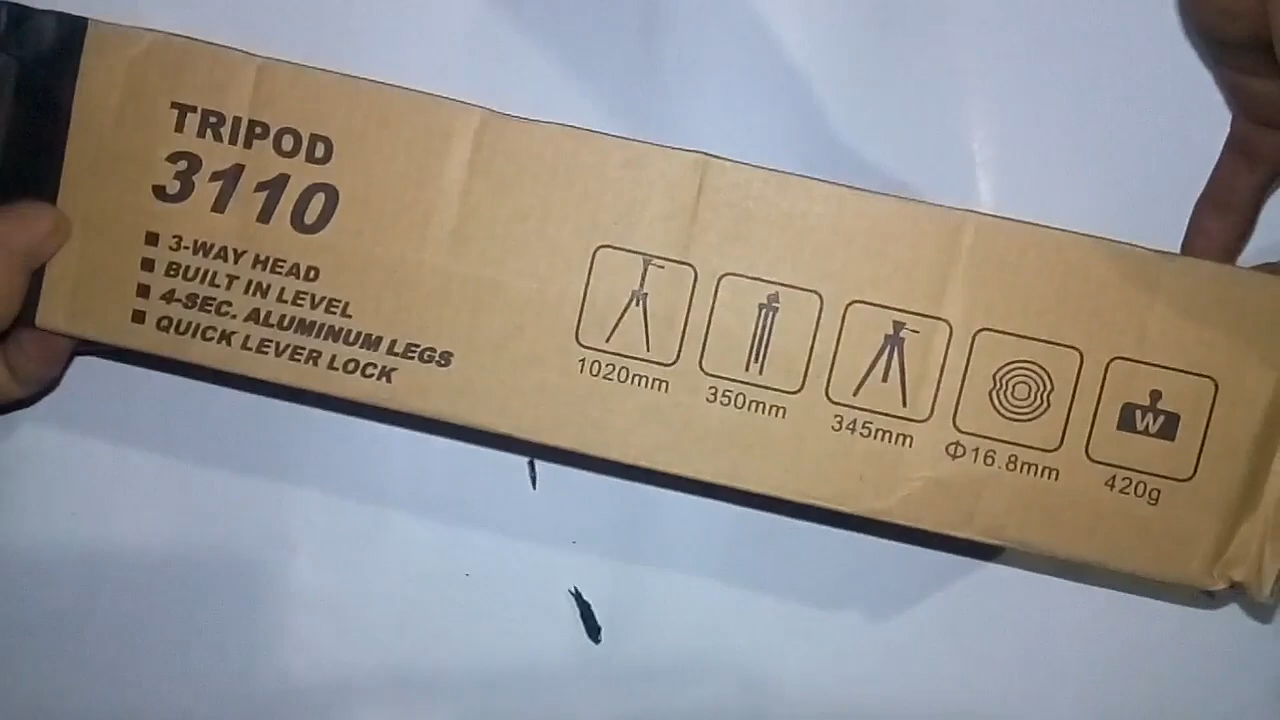 TRIPOD
3110
■ 3-WAY HEAD
■ BUILT IN LEVEL
■ 4-SEC. ALUMINUM LEGS
■ QUICK LEVER LOCK
1020mm
350mm
345mm
Φ16.8mm
W
420g